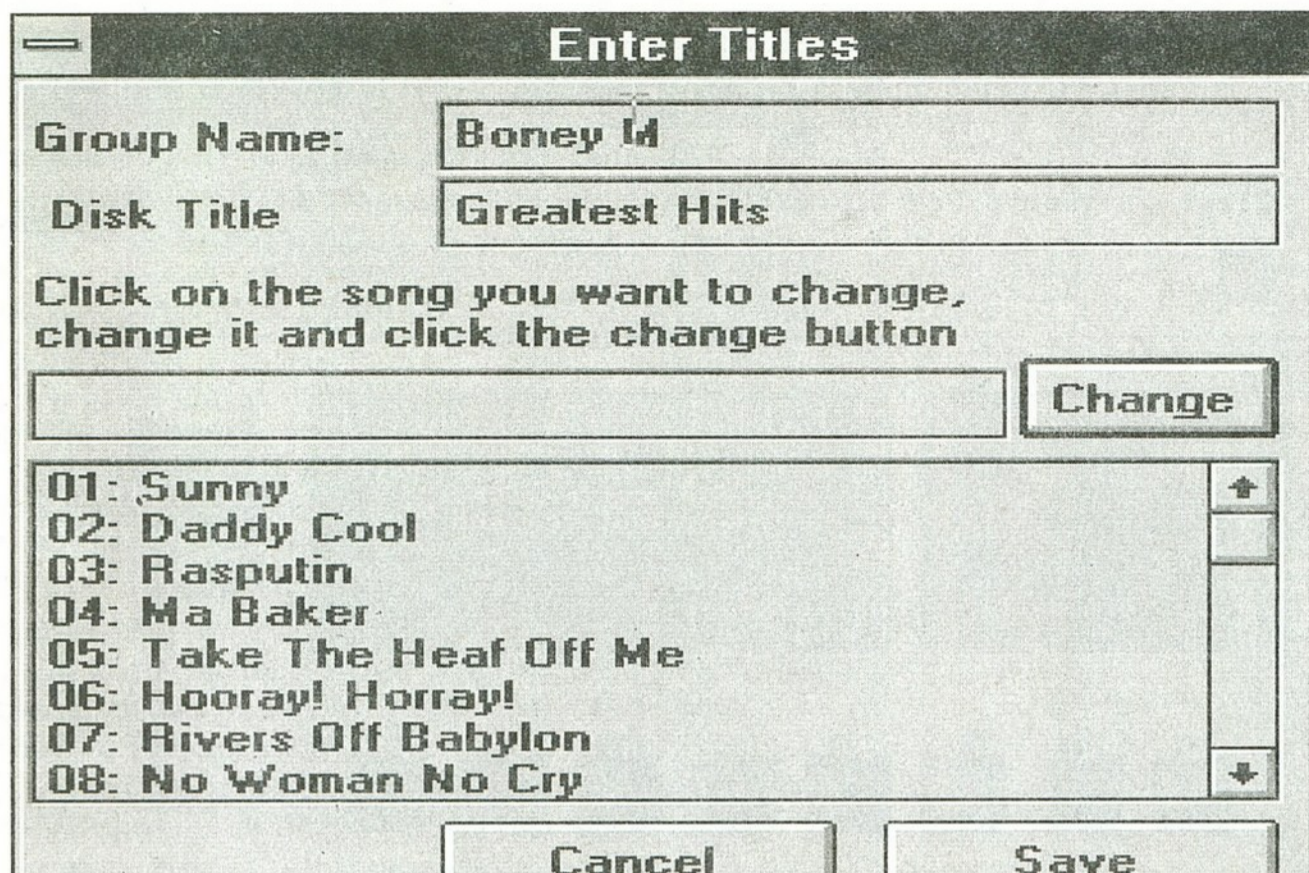 Enter Titles
Group Name: Boney M
Disk Title Greatest Hits
Click on the song you want to change,
change it and click the change button
Change
01: Sunny
02: Daddy Cool
03: Rasputin
04: Ma Baker
05: Take The Heaf Off Me
06: Hooray! Horray!
07: Rivers Off Babylon
08: No Woman No Cry
Cancel Save